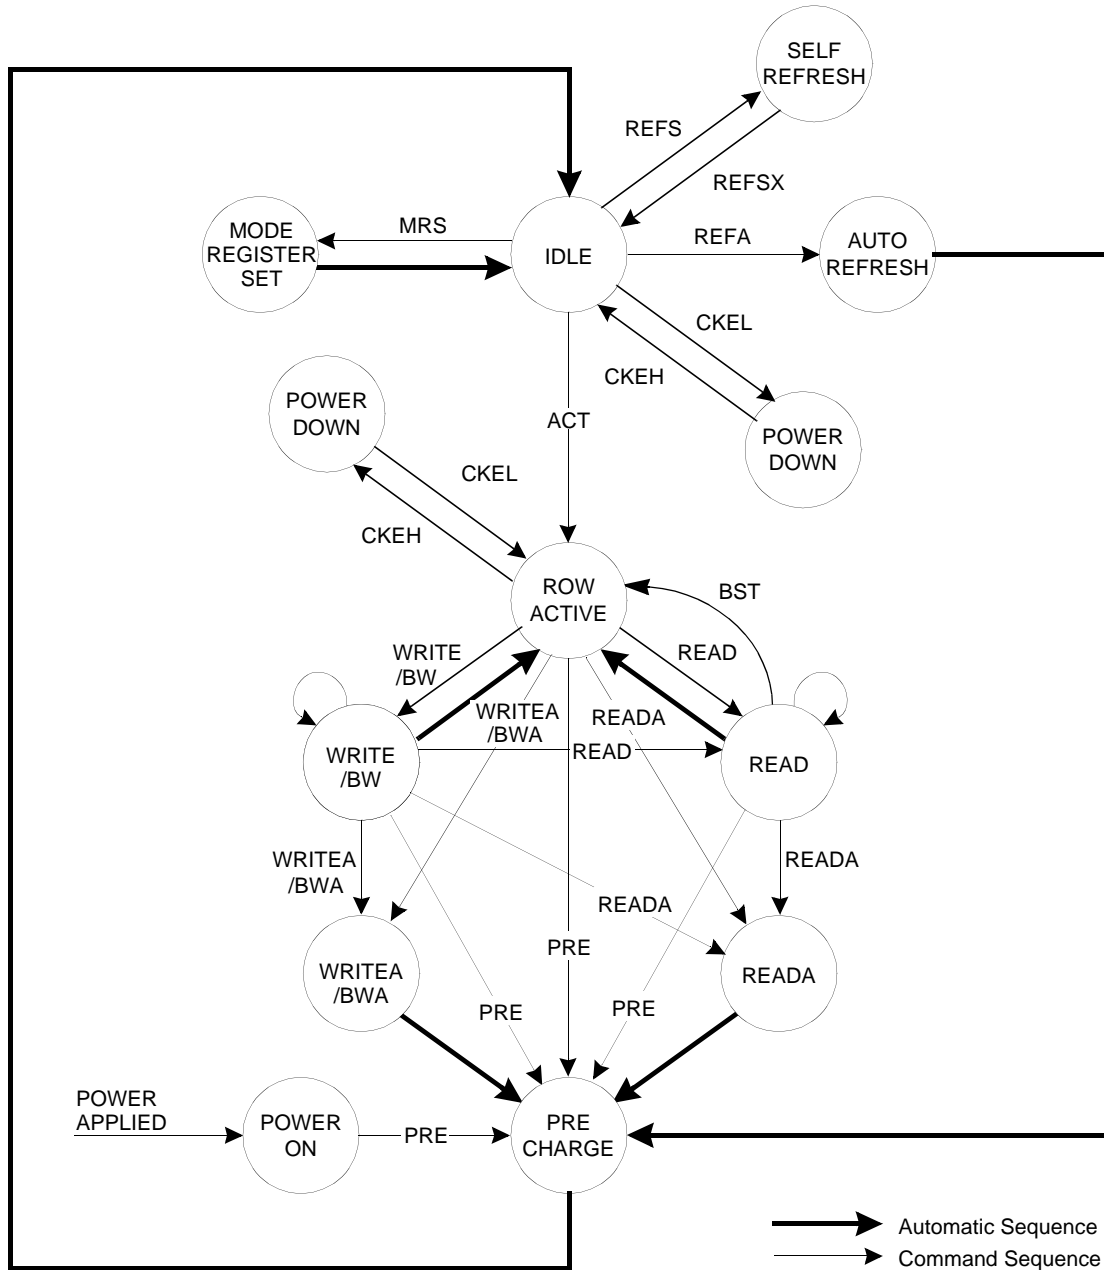 SELF
REFRESH
REFS
REFSX
MODE
REGISTER
SET
MRS
IDLE
REFA
AUTO
REFRESH
CKEL
CKEH
POWER
DOWN
ACT
POWER
DOWN
CKEL
CKEH
ROW
ACTIVE
BST
WRITE
/BW
READ
WRITEA
/BWA
READA
WRITE
/BW
READ
READ
WRITEA
/BWA
READA
READA
WRITEA
/BWA
PRE
READA
PRE
PRE
POWER
APPLIED
POWER
ON
PRE
PRE
CHARGE
Automatic Sequence
Command Sequence